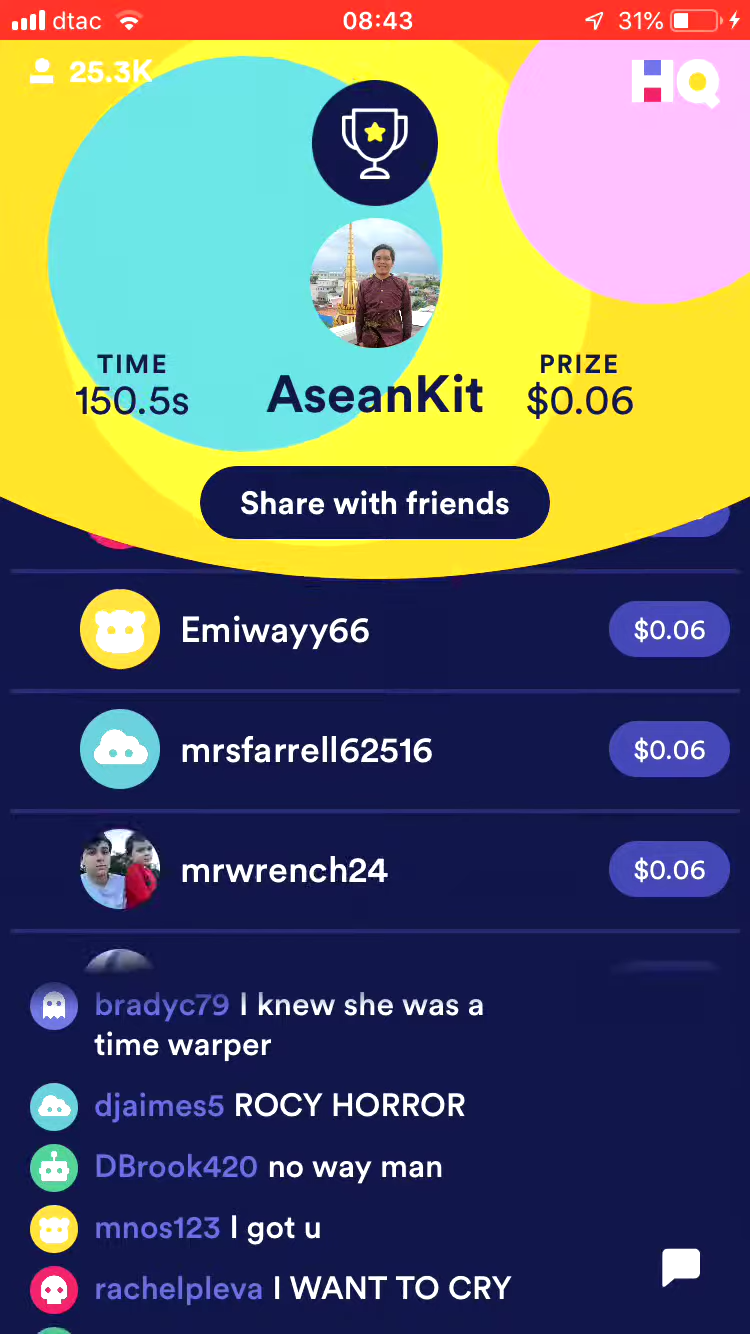 dtac 08:43 31%
25.3K HQ
TIME
150.5s
AseanKit
PRIZE
$0.06
Share with friends
Emiwayy66 $0.06
mrsfarrell62516 $0.06
mrwrench24 $0.06
bradyc79 I knew she was a
time warper
djaimes5 ROCY HORROR
DBrook420 no way man
mnos123 I got u
rachelpleva I WANT TO CRY